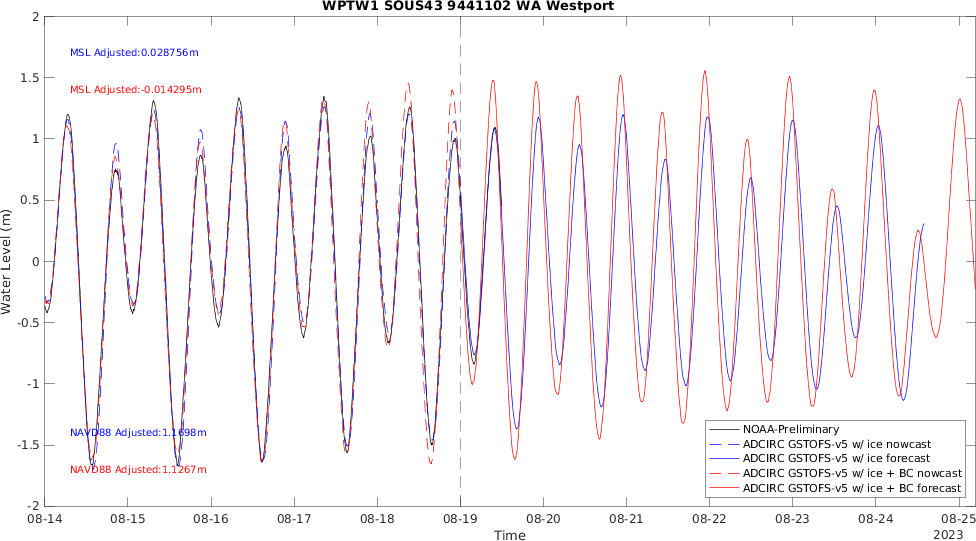 WPTW1 SOUS43 9441102 WA Westport
2
1.5
1
0.5
0
-0.5
-1
-1.5
-2
Water Level (m)
MSL Adjusted:0.028756m
MSL Adjusted:-0.014295m
NAVD88 Adjusted:1.1698m
NAVD88 Adjusted:1.1267m
NOAA-Preliminary
ADCIRC GSTOFS-v5 w/ ice nowcast
ADCIRC GSTOFS-v5 w/ ice forecast
ADCIRC GSTOFS-v5 w/ ice + BC nowcast
ADCIRC GSTOFS-v5 w/ ice + BC forecast
08-14 08-15 08-16 08-17 08-18 08-19 08-20 08-21 08-22 08-23 08-24 08-25
Time
2023